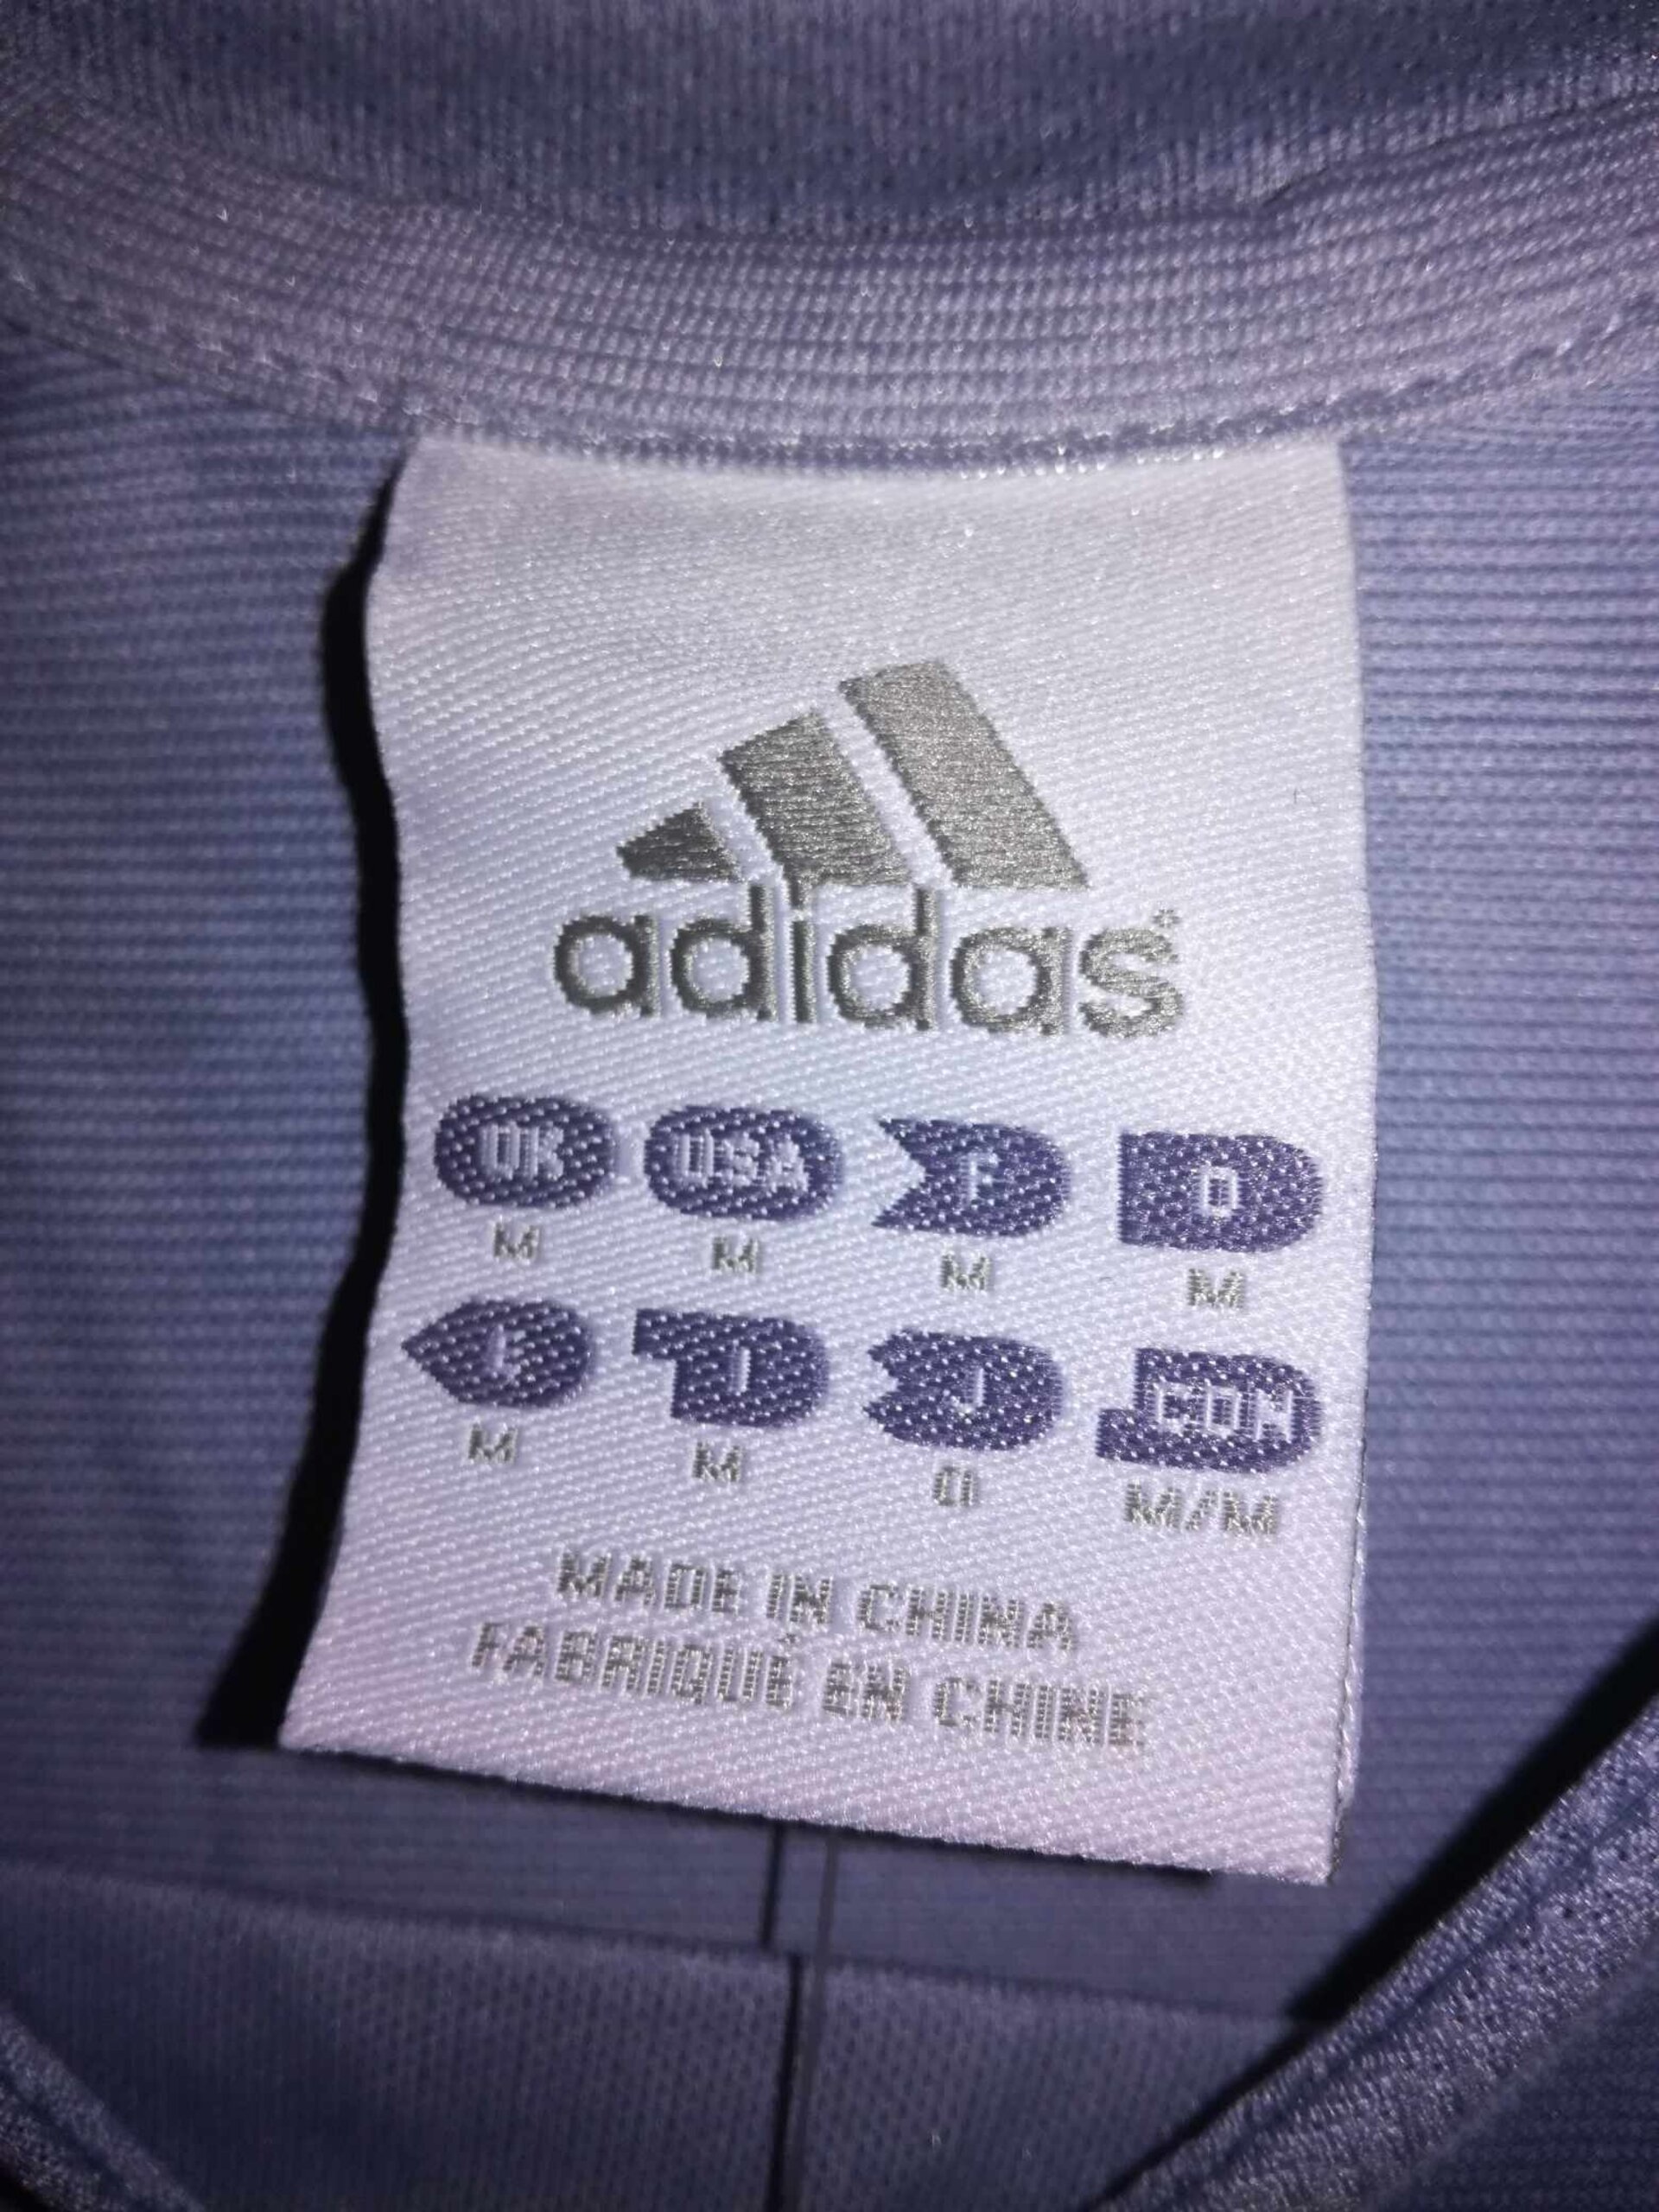 adidas
UK USA F D
M M M M
E I J CDN
M M O M/M
MADE IN CHINA
FABRIQUÉ EN CHINE